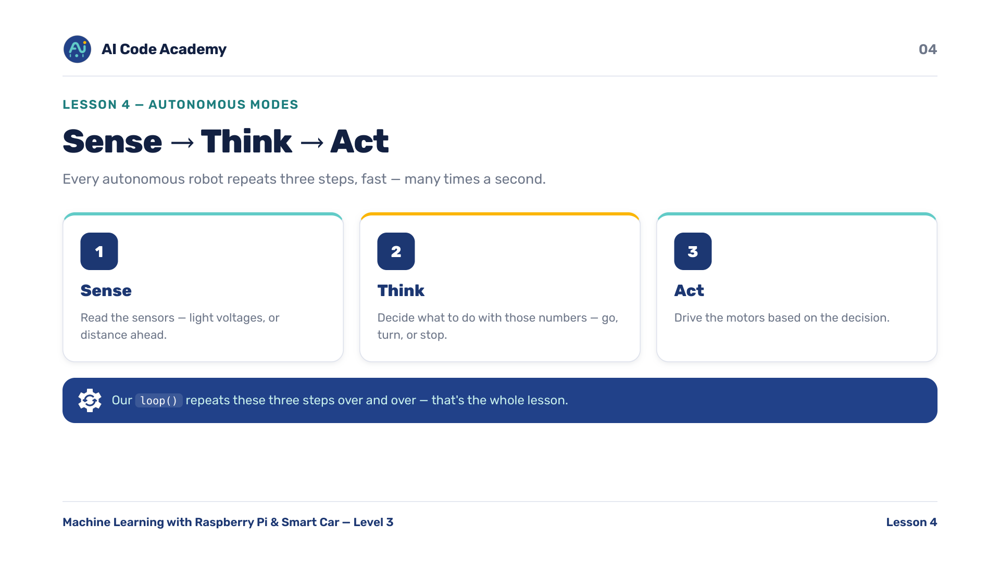 AI Code Academy
04
LESSON 4 — AUTONOMOUS MODES
Sense → Think → Act
Every autonomous robot repeats three steps, fast — many times a second.
1
Sense
Read the sensors — light voltages, or
distance ahead.
2
Think
Decide what to do with those numbers — go,
turn, or stop.
3
Act
Drive the motors based on the decision.
Our loop() repeats these three steps over and over — that's the whole lesson.
Machine Learning with Raspberry Pi & Smart Car — Level 3
Lesson 4